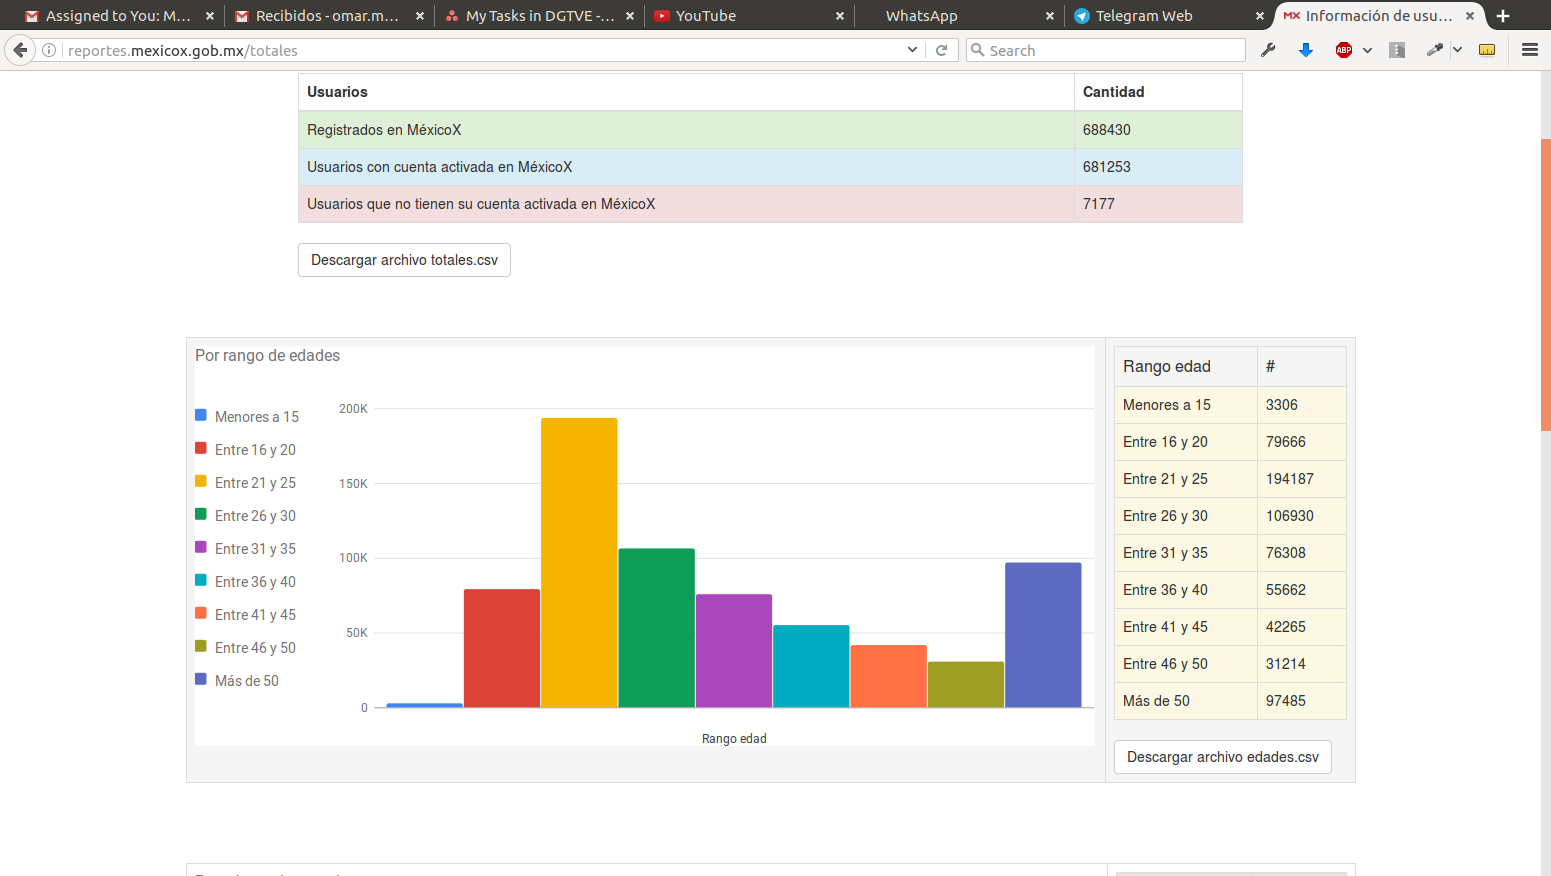 Assigned to You: M...
Recibidos - omar.m...
My Tasks in DGTVE -...
YouTube
WhatsApp
Telegram Web
MX Información de usu...
reportes.mexicox.gob.mx/totales
Search
ABP
Usuarios Cantidad
Registrados en MéxicoX 688430
Usuarios con cuenta activada en MéxicoX 681253
Usuarios que no tienen su cuenta activada en MéxicoX 7177
Descargar archivo totales.csv
Por rango de edades
Menores a 15
Entre 16 y 20
Entre 21 y 25
Entre 26 y 30
Entre 31 y 35
Entre 36 y 40
Entre 41 y 45
Entre 46 y 50
Más de 50
200K
150K
100K
50K
0
Rango edad
Rango edad #
Menores a 15 3306
Entre 16 y 20 79666
Entre 21 y 25 194187
Entre 26 y 30 106930
Entre 31 y 35 76308
Entre 36 y 40 55662
Entre 41 y 45 42265
Entre 46 y 50 31214
Más de 50 97485
Descargar archivo edades.csv